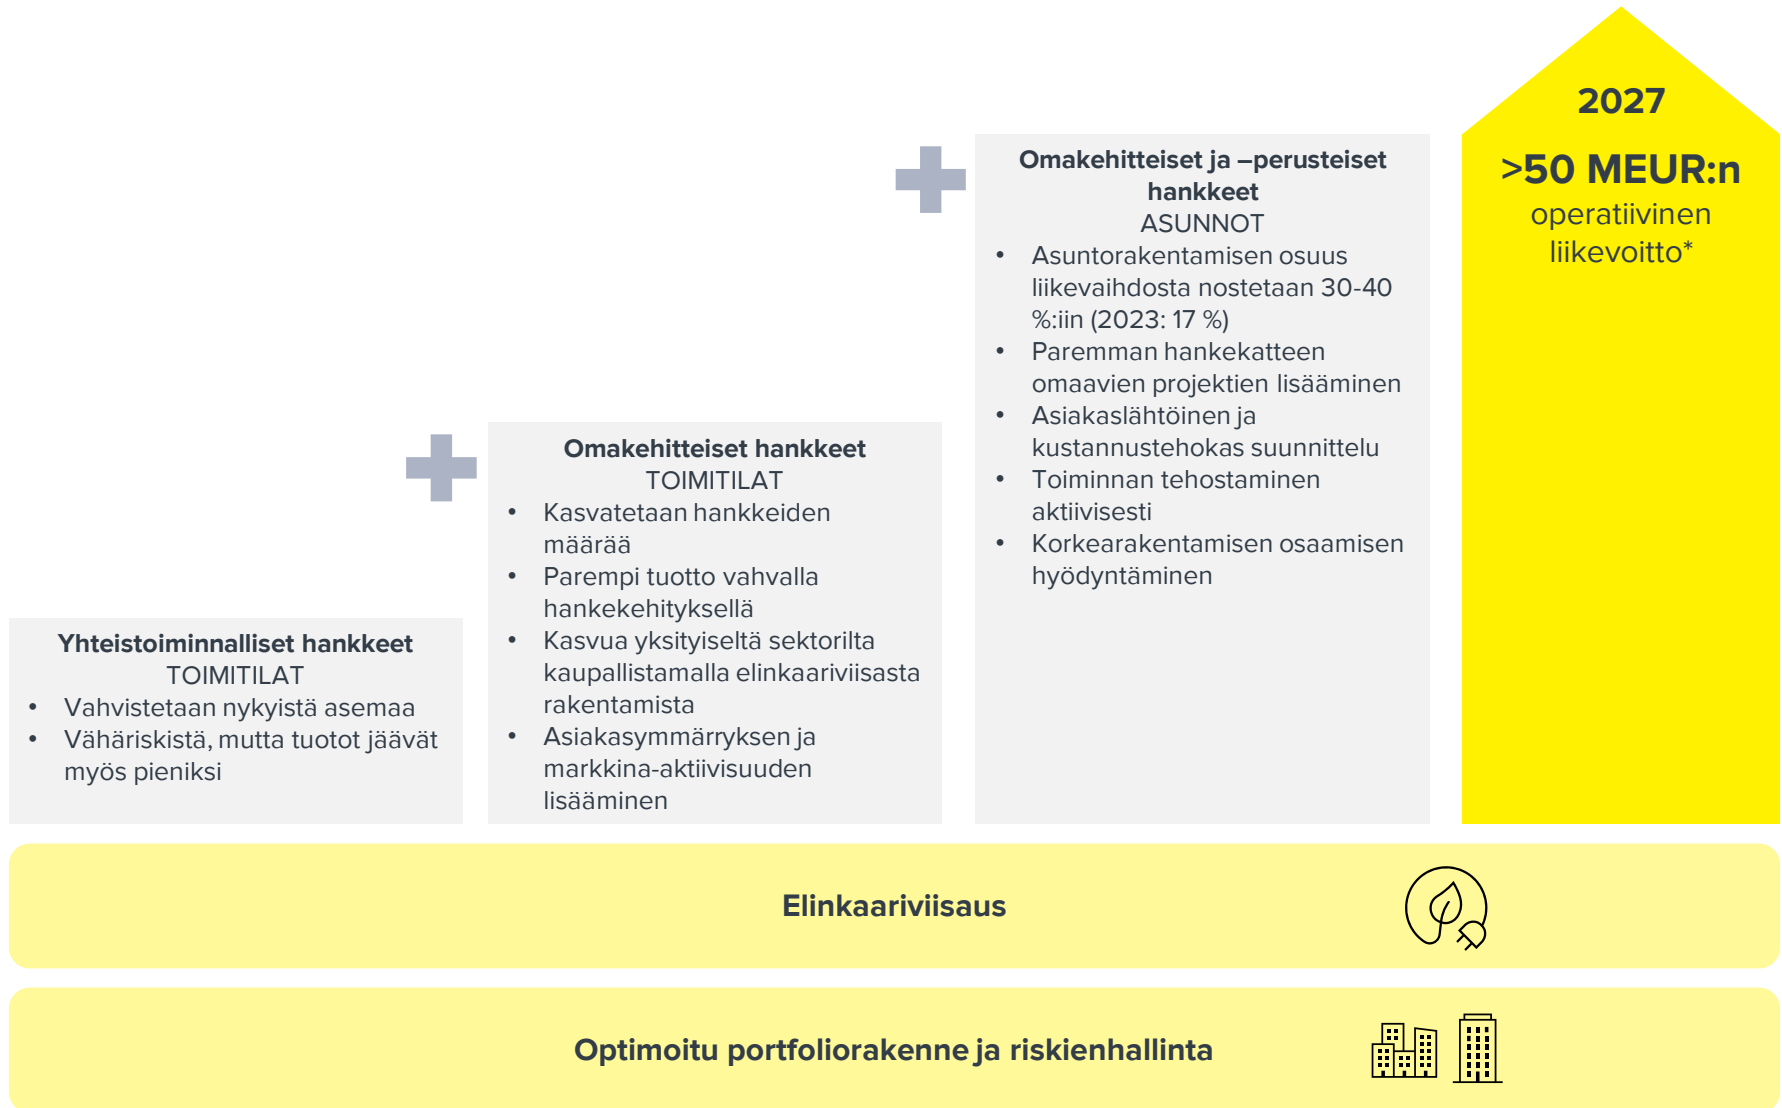 Yhteistoiminnalliset hankkeet
TOIMITILAT
• Vahvistetaan nykyistä asemaa
• Vähäriskistä, mutta tuotot jäävät
myös pieniksi
Omakehitteiset hankkeet
TOIMITILAT
• Kasvatetaan hankkeiden
määrää
• Parempi tuotto vahvalla
hankekehityksellä
• Kasvua yksityiseltä sektorilta
kaupallistamalla elinkaariviisasta
rakentamista
• Asiakasymmärryksen ja
markkina-aktiivisuuden
lisääminen
Omakehitteiset ja –perusteiset
hankkeet
ASUNNOT
• Asuntorakentamisen osuus
liikevaihdosta nostetaan 30-40
%:iin (2023: 17 %)
• Paremman hankekatteen
omaavien projektien lisääminen
• Asiakaslähtöinen ja
kustannustehokas suunnittelu
• Toiminnan tehostaminen
aktiivisesti
• Korkearakentamisen osaamisen
hyödyntäminen
2027
>50 MEUR:n
operatiivinen
liikevoitto*
Elinkaariviisaus
Optimoitu portfoliorakenne ja riskienhallinta